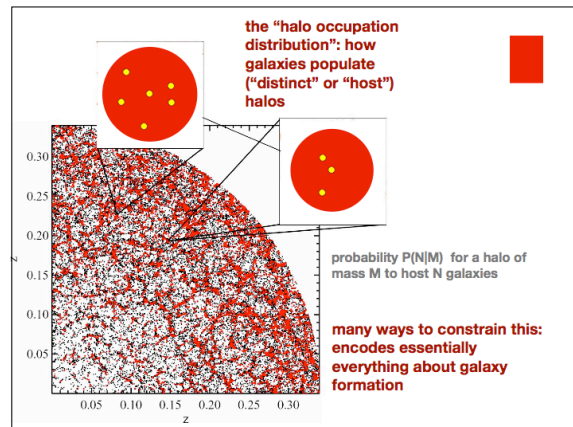 the “halo occupation
distribution”: how
galaxies populate
(“distinct” or “host”)
halos
0.30
0.25
0.20
0.15
0.10
0.05
z
0.05 0.10 0.15 0.20 0.25 0.30
z
probability P(N|M) for a halo of
mass M to host N galaxies
many ways to constrain this:
encodes essentially
everything about galaxy
formation